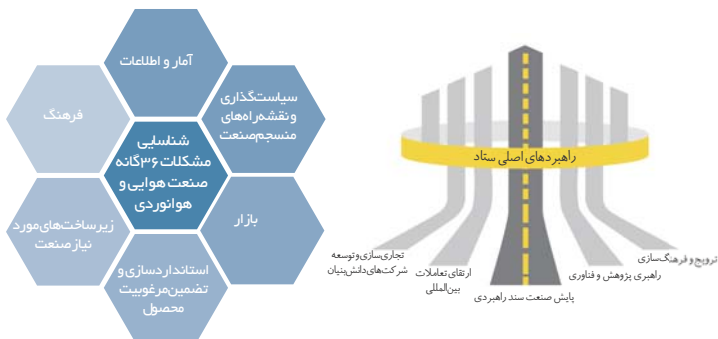 آمار و اطلاعات
سیاست‌گذاری
و نقشه‌راه‌های
منسجم صنعت
فرهنگ
شناسایی
مشکلات ۳۶گانه
صنعت هوایی و
هوانوردی
بازار
زیرساخت‌های مورد
نیاز صنعت
استانداردسازی و
تضمین مرغوبیت
محصول
راهبردهای اصلی ستاد
ترویج و فرهنگ‌سازی
راهبری پژوهش و فناوری
پایش صنعت سند راهبردی
ارتقای تعاملات
بین‌المللی
تجاری‌سازی و توسعه
شرکت‌های دانش‌بنیان